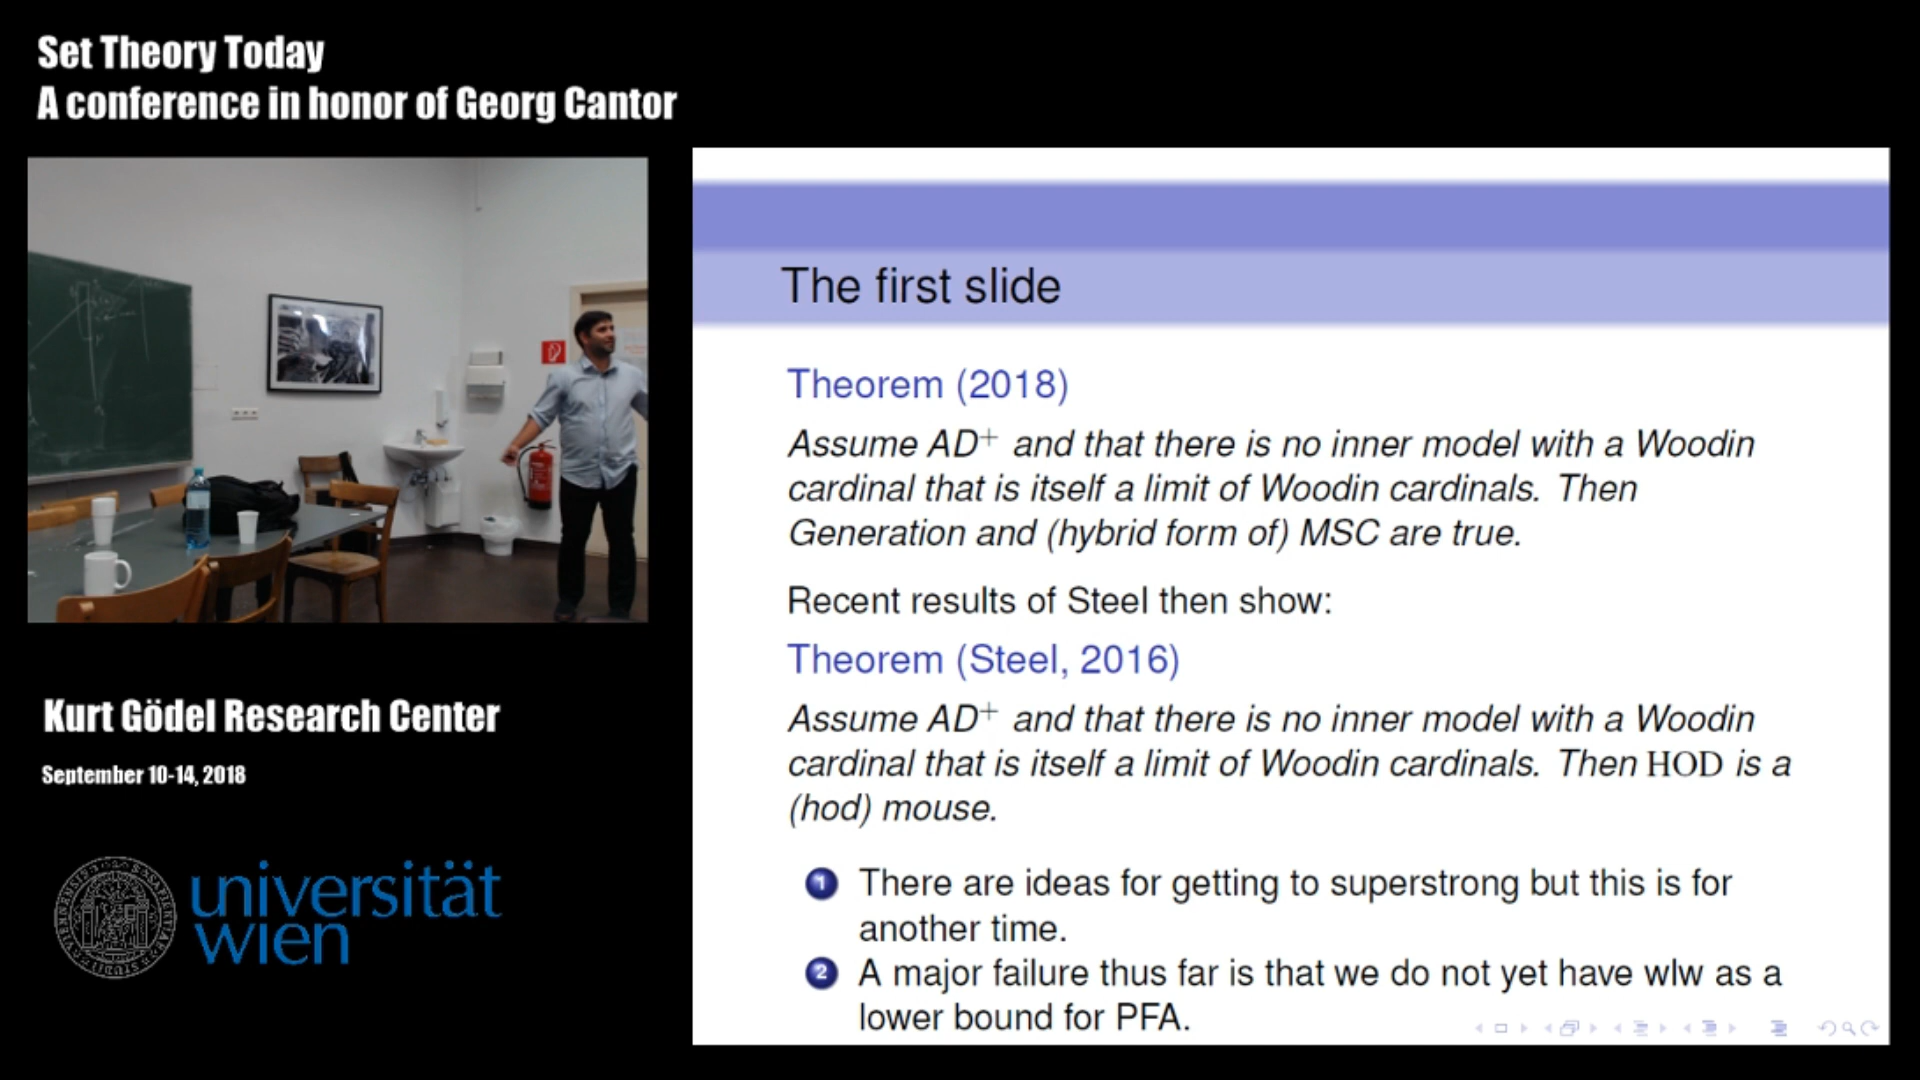 Set Theory Today
A conference in honor of Georg Cantor
The first slide
Theorem (2018)
Assume AD⁺ and that there is no inner model with a Woodin
cardinal that is itself a limit of Woodin cardinals. Then
Generation and (hybrid form of) MSC are true.
Recent results of Steel then show:
Theorem (Steel, 2016)
Assume AD⁺ and that there is no inner model with a Woodin
cardinal that is itself a limit of Woodin cardinals. Then HOD is a
(hod) mouse.
1 There are ideas for getting to superstrong but this is for
another time.
2 A major failure thus far is that we do not yet have wlw as a
lower bound for PFA.
Kurt Gödel Research Center
September 10-14, 2018
universität
wien